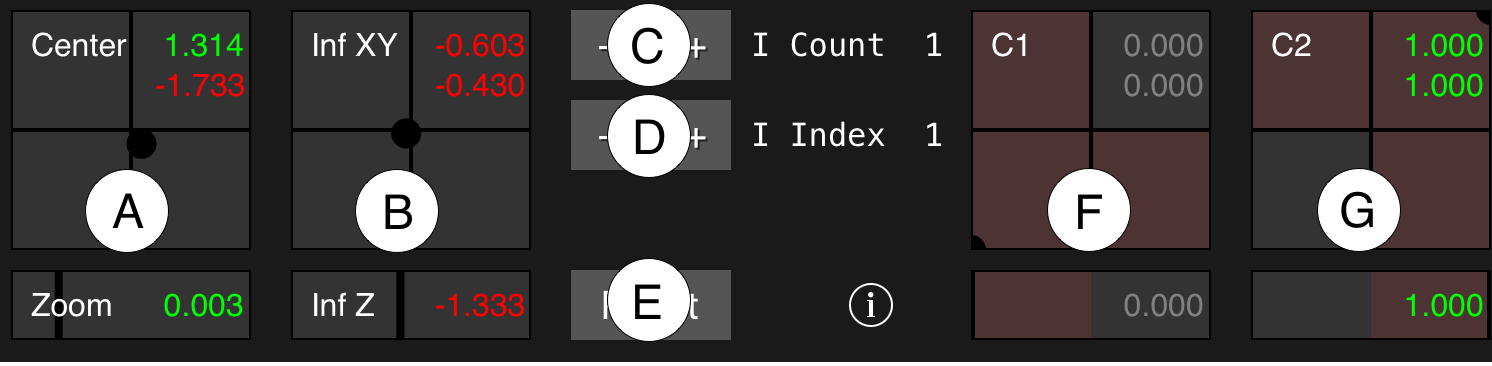 Center 1.314
-1.733
Inf XY -0.603
-0.430
- C + I Count 1
C1 0.000
0.000
C2 1.000
1.000
- D + I Index 1
A
B
F
G
Zoom 0.003
Inf Z -1.333
E
i
0.000
1.000